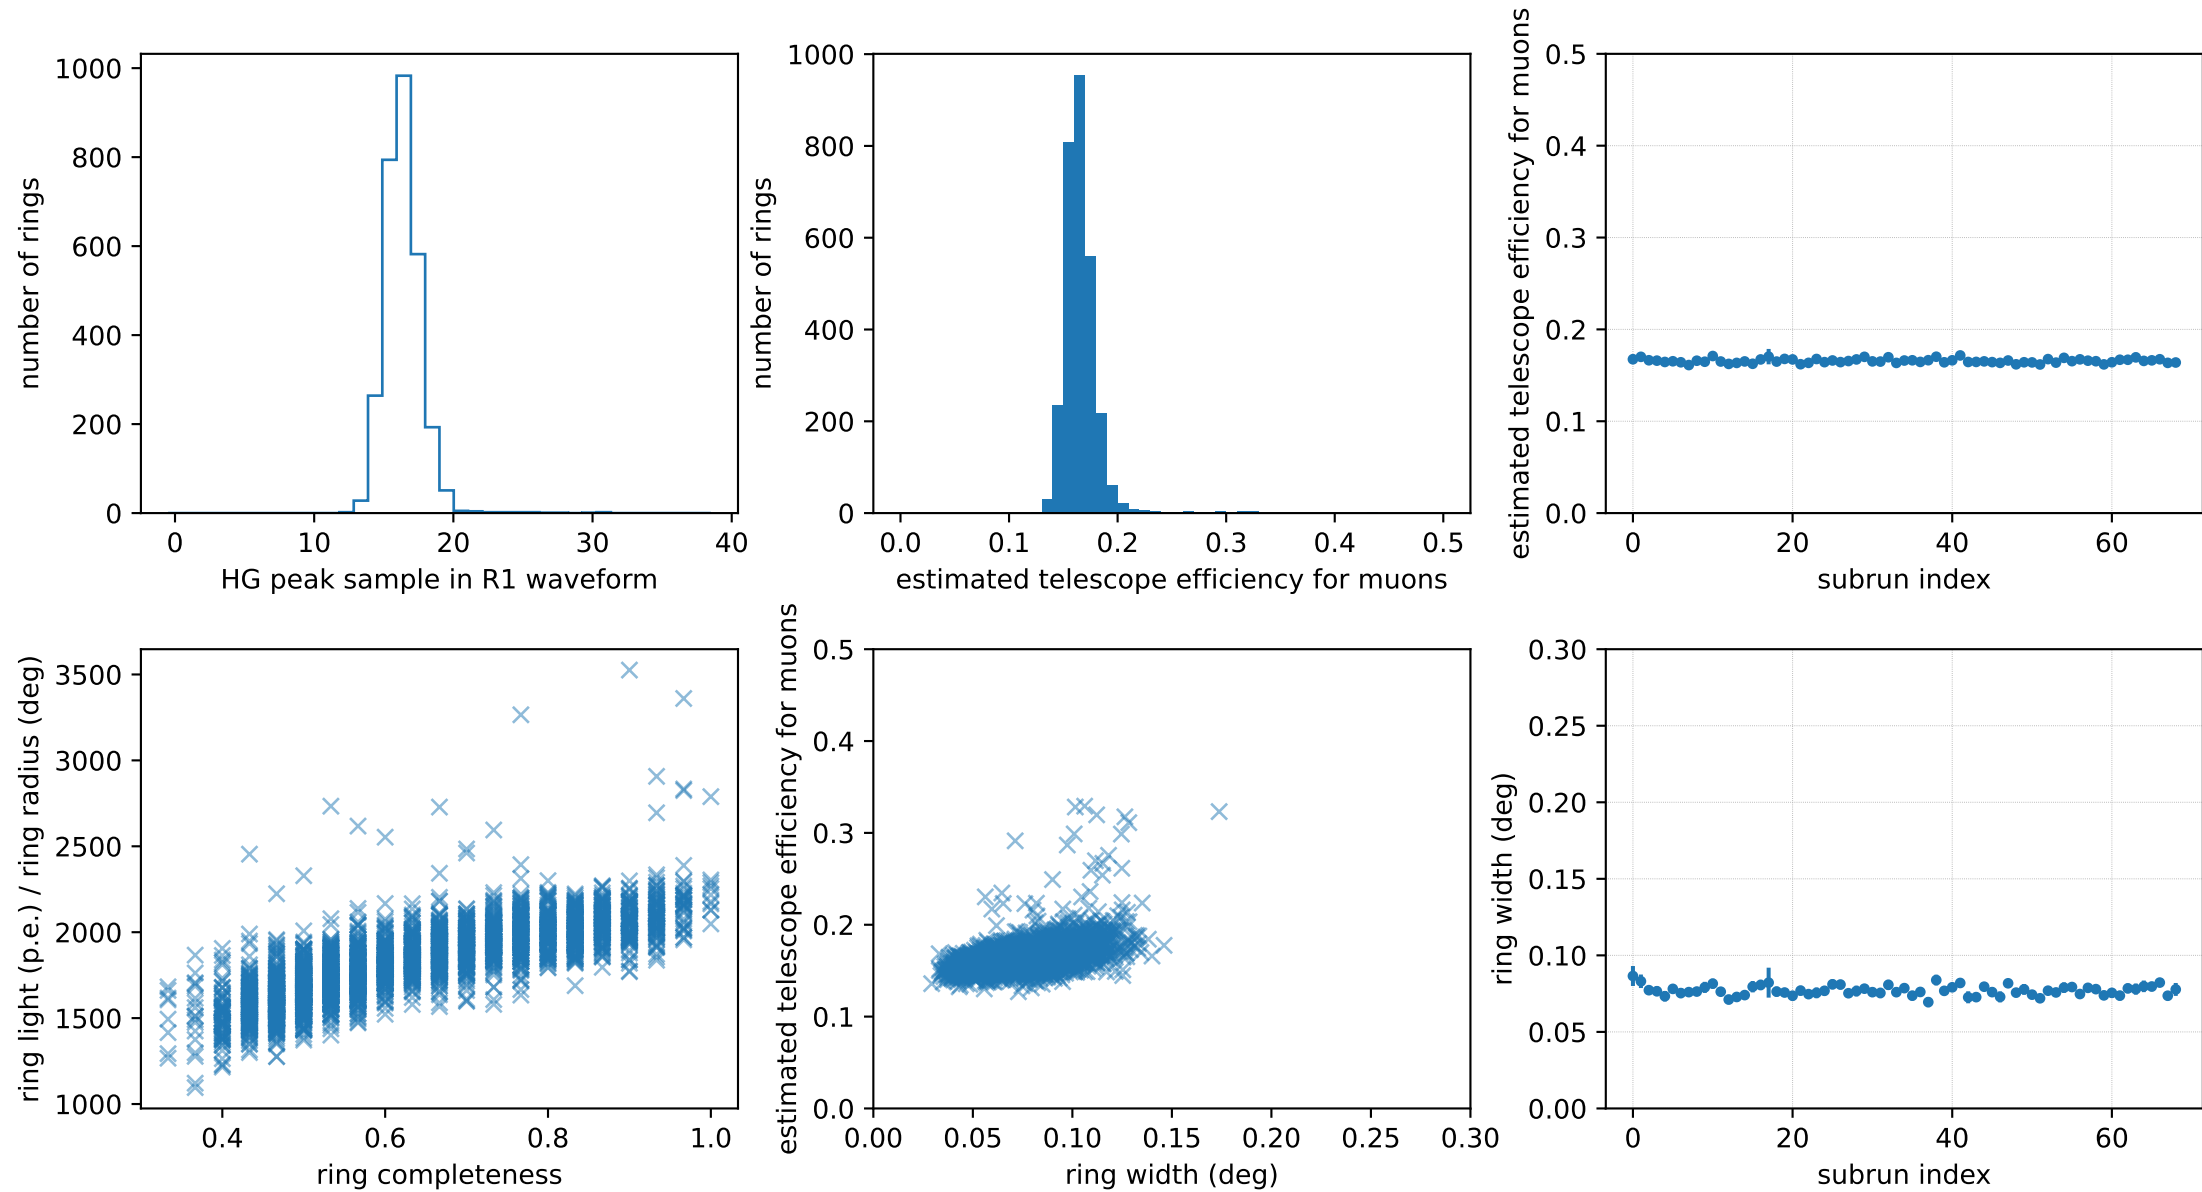 1000
800
600
400
200
0
number of rings
0 10 20 30 40
HG peak sample in R1 waveform
1000
800
600
400
200
0
number of rings
0.0 0.1 0.2 0.3 0.4 0.5
estimated telescope efficiency for muons
0.5
0.4
0.3
0.2
0.1
0.0
estimated telescope efficiency for muons
0 20 40 60
subrun index
3500
3000
2500
2000
1500
1000
ring light (p.e.) / ring radius (deg)
0.4 0.6 0.8 1.0
ring completeness
0.5
0.4
0.3
0.2
0.1
0.0
estimated telescope efficiency for muons
0.00 0.05 0.10 0.15 0.20 0.25 0.30
ring width (deg)
0.30
0.25
0.20
0.15
0.10
0.05
0.00
ring width (deg)
0 20 40 60
subrun index